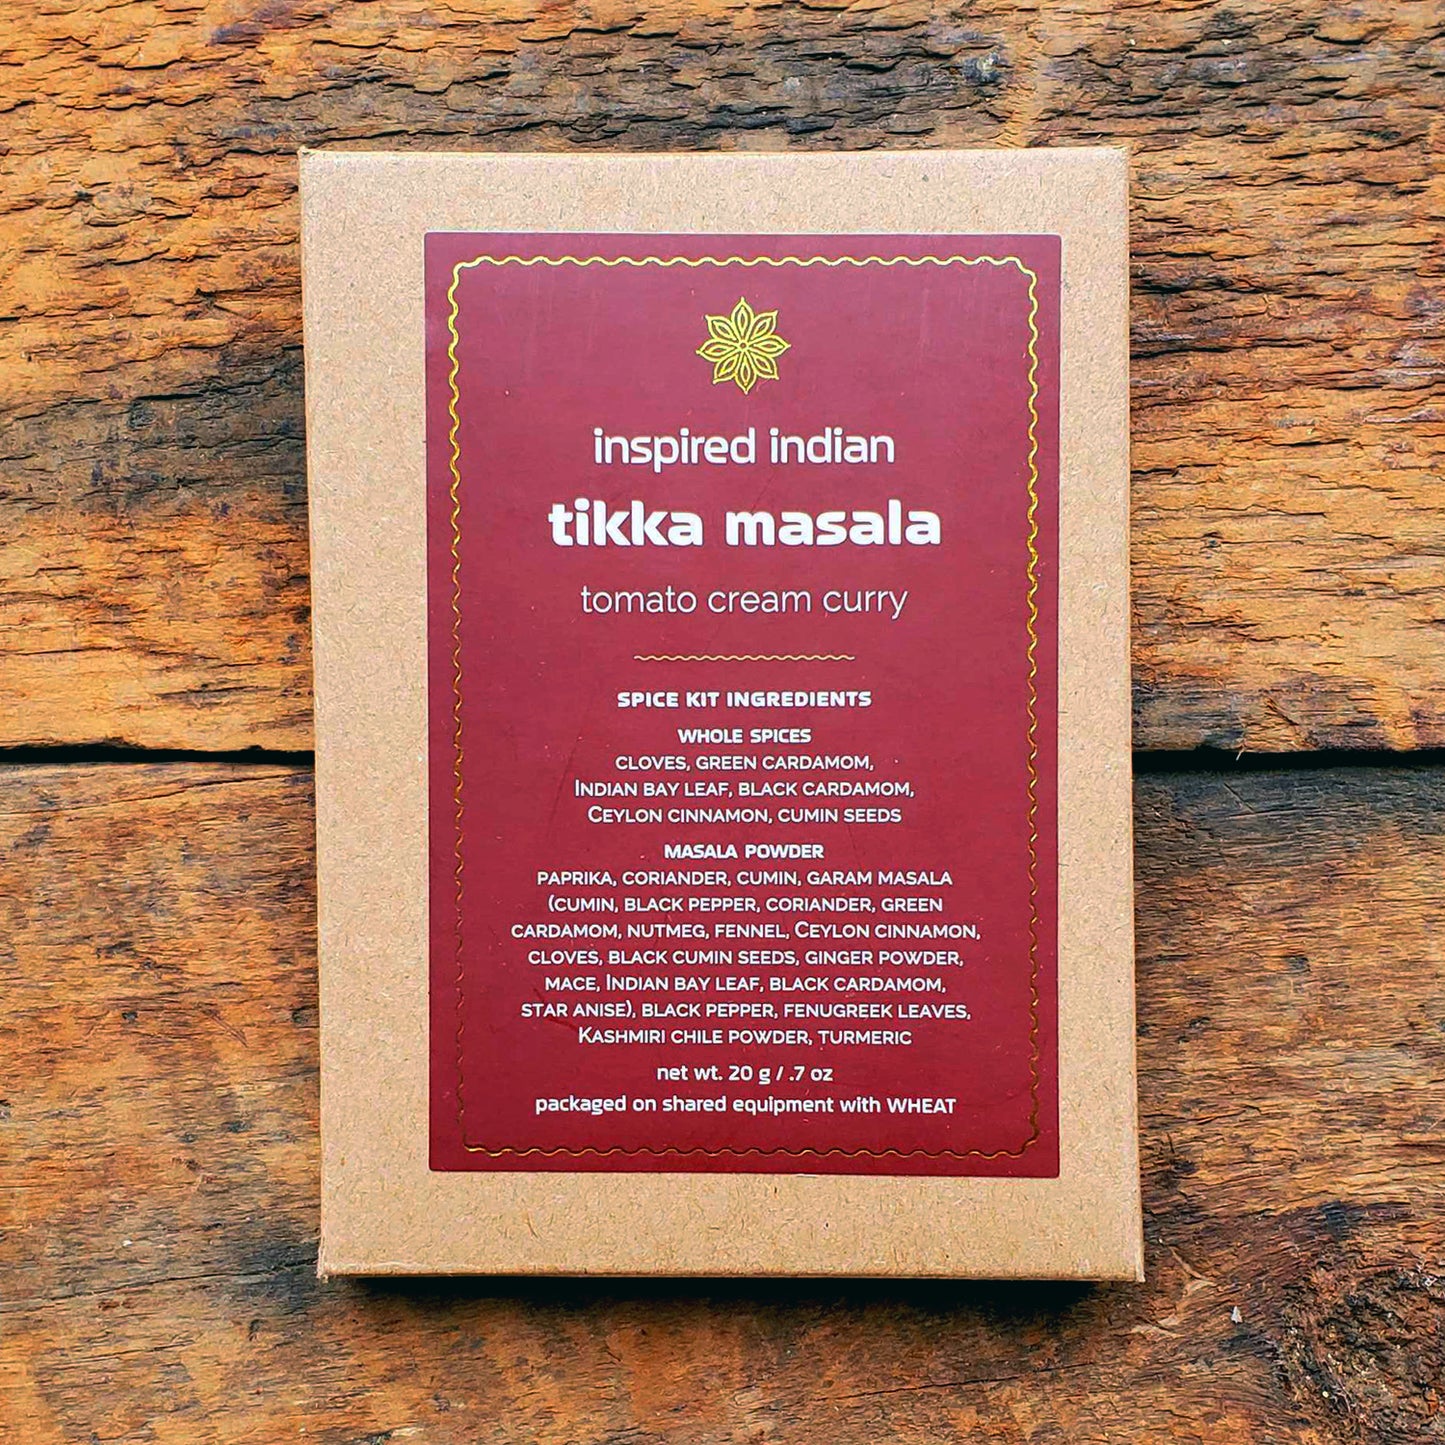 inspired indian
tikka masala
tomato cream curry
SPICE KIT INGREDIENTS
WHOLE SPICES
CLOVES, GREEN CARDAMOM,
INDIAN BAY LEAF, BLACK CARDAMOM,
CEYLON CINNAMON, CUMIN SEEDS
MASALA POWDER
PAPRIKA, CORIANDER, CUMIN, GARAM MASALA
(CUMIN, BLACK PEPPER, CORIANDER, GREEN
CARDAMOM, NUTMEG, FENNEL, CEYLON CINNAMON,
CLOVES, BLACK CUMIN SEEDS, GINGER POWDER,
MACE, INDIAN BAY LEAF, BLACK CARDAMOM,
STAR ANISE), BLACK PEPPER, FENUGREEK LEAVES,
KASHMIRI CHILE POWDER, TURMERIC
net wt. 20 g / .7 oz
packaged on shared equipment with WHEAT